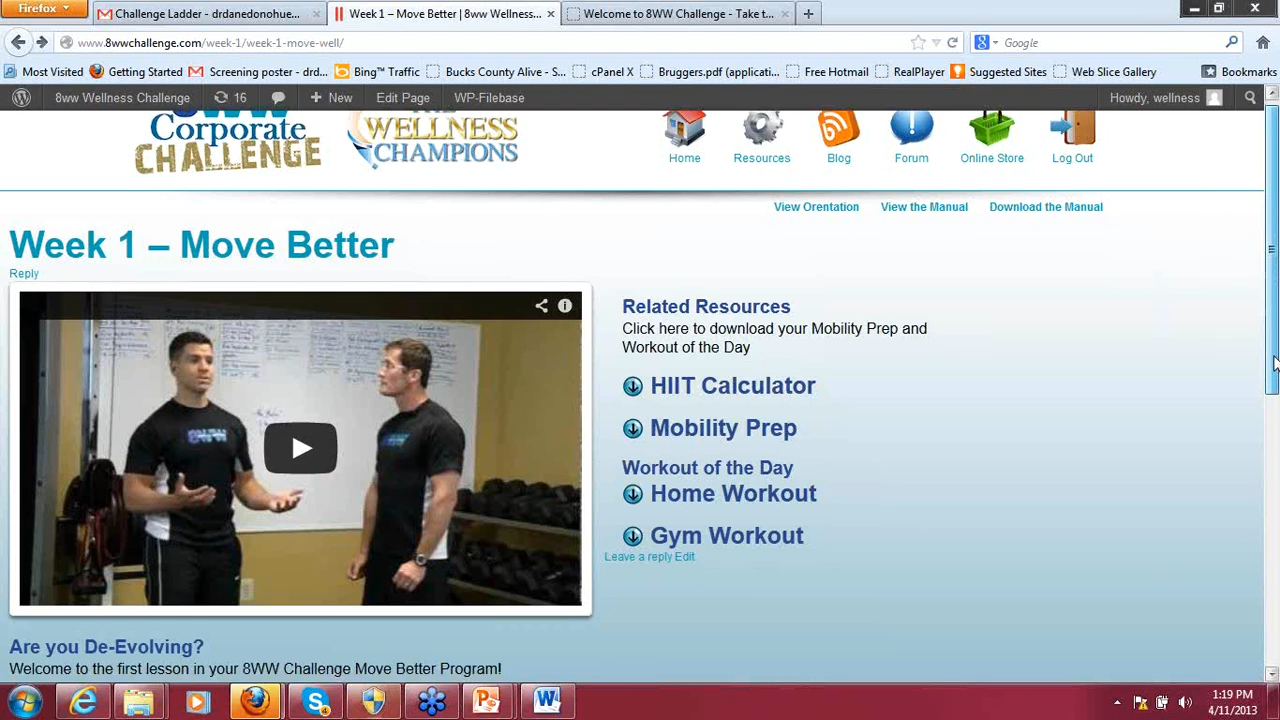 Firefox
Challenge Ladder - drdanedonohue...
Week 1 – Move Better | 8ww Wellness...
Welcome to 8WW Challenge - Take t...
www.8wwchallenge.com/week-1/week-1-move-well/
Google
Most Visited
Getting Started
Screening poster - drd...
Bing™ Traffic
Bucks County Alive - S...
cPanel X
Bruggers.pdf (applicati...
Free Hotmail
RealPlayer
Suggested Sites
Web Slice Gallery
Bookmarks
8ww Wellness Challenge
16
New
Edit Page
WP-Filebase
Howdy, wellness
Corporate
CHALLENGE
WELLNESS
CHAMPIONS
Home
Resources
Blog
Forum
Online Store
Log Out
View Orentation
View the Manual
Download the Manual
Week 1 – Move Better
Reply
Related Resources
Click here to download your Mobility Prep and
Workout of the Day
HIIT Calculator
Mobility Prep
Workout of the Day
Home Workout
Gym Workout
Leave a reply Edit
Are you De-Evolving?
Welcome to the first lesson in your 8WW Challenge Move Better Program!
1:19 PM
4/11/2013